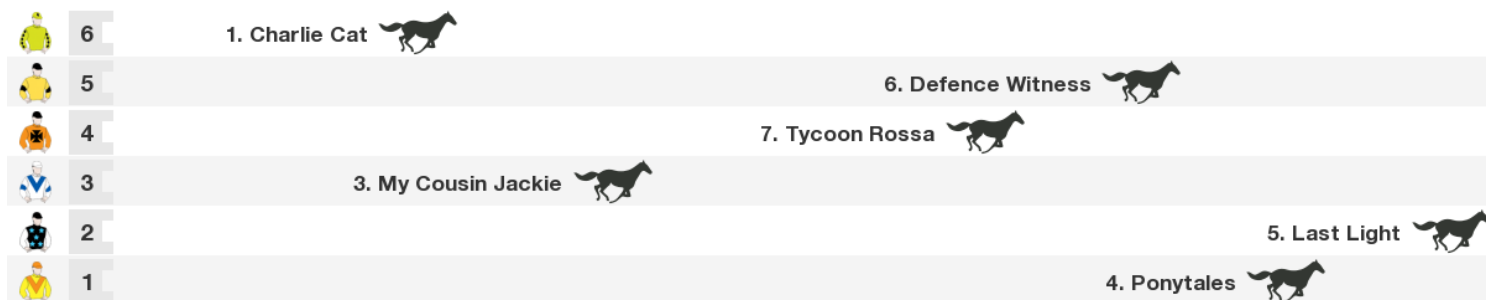 6 1. Charlie Cat
5 6. Defence Witness
4 7. Tycoon Rossa
3 3. My Cousin Jackie
2 5. Last Light
1 4. Ponytales